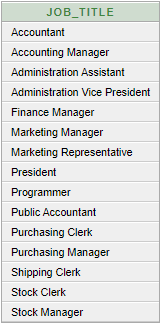 JOB_TITLE
Accountant
Accounting Manager
Administration Assistant
Administration Vice President
Finance Manager
Marketing Manager
Marketing Representative
President
Programmer
Public Accountant
Purchasing Clerk
Purchasing Manager
Shipping Clerk
Stock Clerk
Stock Manager